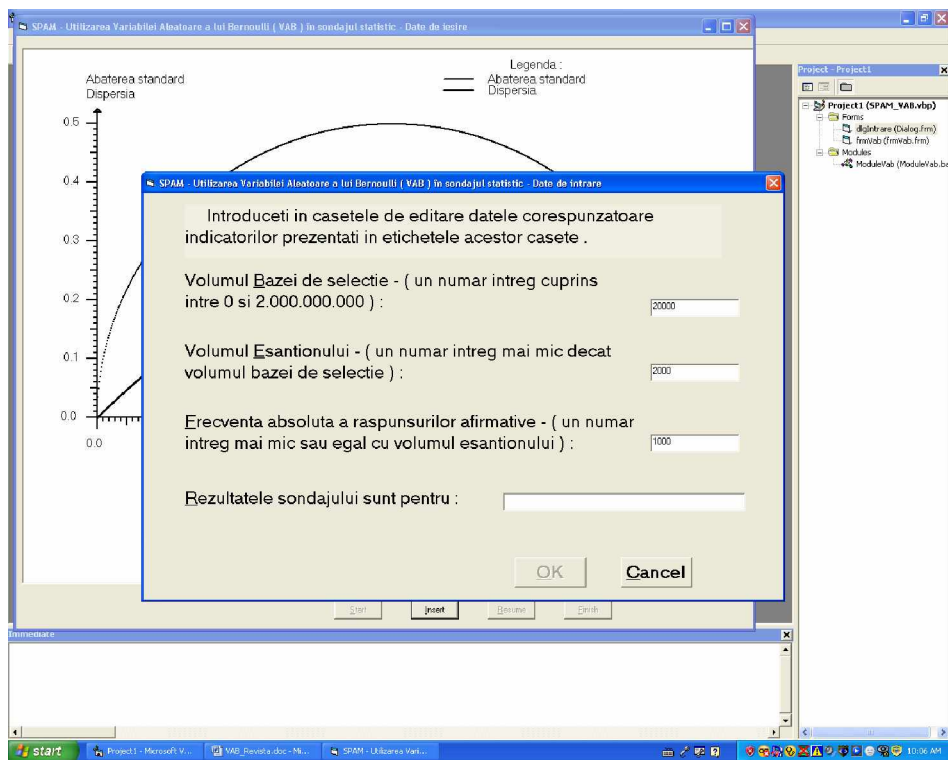 SPAM - Utilizarea Variabilei Aleatoare a lui Bernoulli ( VAB ) în sondajul statistic - Date de iesire
Abaterea standard
Dispersia
Legenda :
Abaterea standard
Dispersia
0.5
0.4
0.3
0.2
0.1
0.0
0.0
SPAM - Utilizarea Variabilei Aleatoare a lui Bernoulli ( VAB ) în sondajul statistic - Date de intrare
Introduceti in casetele de editare datele corespunzatoare
indicatorilor prezentati in etichetele acestor casete .
Volumul Bazei de selectie - ( un numar intreg cuprins
intre 0 si 2.000.000.000 ) :
20000
Volumul Esantionului - ( un numar intreg mai mic decat
volumul bazei de selectie ) :
2000
Frecventa absoluta a raspunsurilor afirmative - ( un numar
intreg mai mic sau egal cu volumul esantionului ) :
1000
Rezultatele sondajului sunt pentru :
OK
Cancel
Start
Insert
Resume
Finish
Project - Project1
Project1 (SPAM_VAB.vbp)
Forms
dlgIntrare (Dialog.frm)
frmVab (frmVab.frm)
Modules
ModuleVab (ModuleVab.ba
Immediate
start
Project1 - Microsoft V...
VAB_Revista.doc - Mi...
SPAM - Utilizarea Vari...
10:06 AM